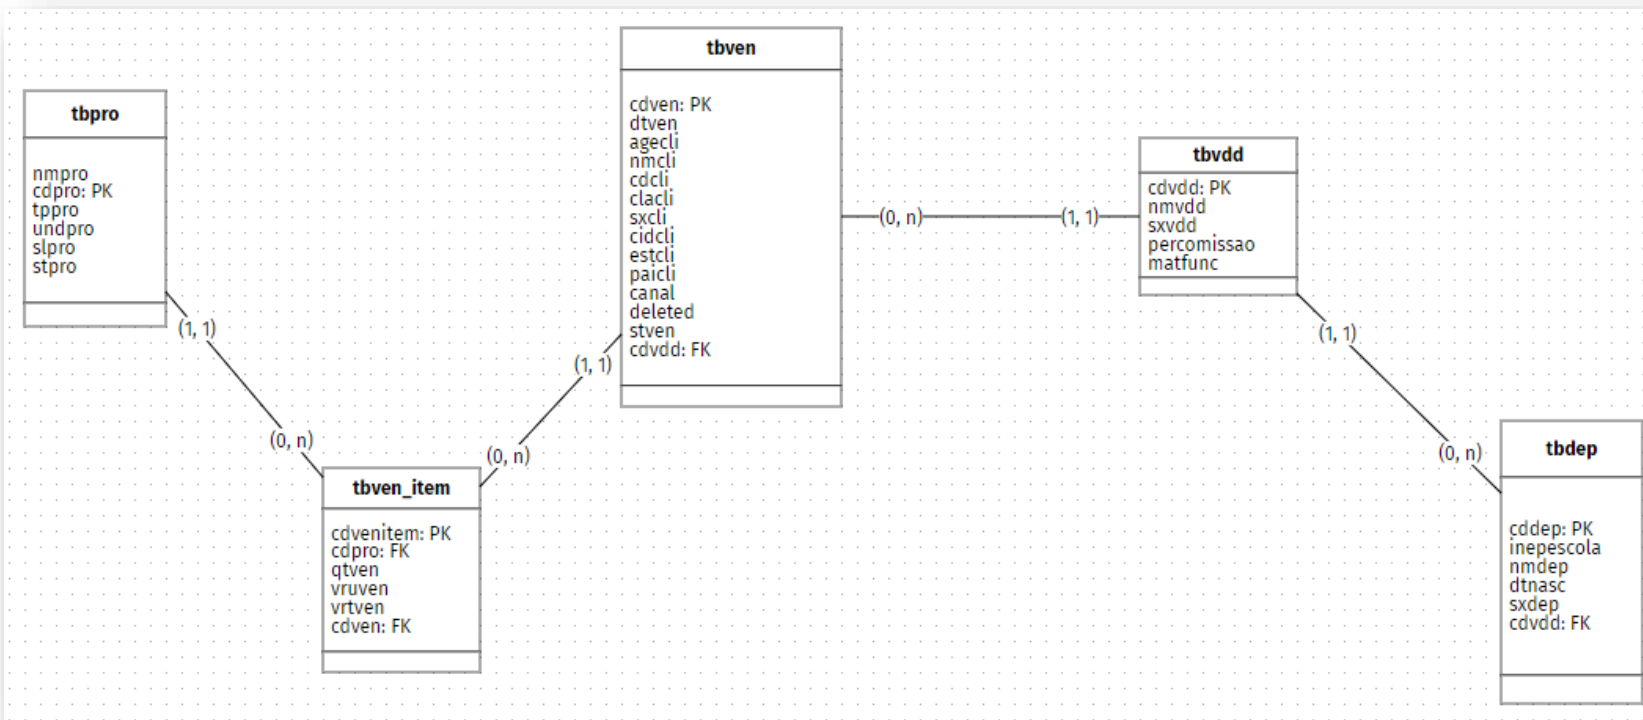 tbpro
nmpro
cdpro: PK
tppro
undpro
slpro
stpro
(1, 1)
(0, n)
tbven_item
cdvenitem: PK
cdpro: FK
qtven
vruven
vrtven
cdven: FK
(0, n)
(1, 1)
tbven
cdven: PK
dtven
agecli
nmcli
cdcli
clacli
sxcli
cidcli
estcli
paicli
canal
deleted
stven
cdvdd: FK
(0, n)
(1, 1)
tbvdd
cdvdd: PK
nmvdd
sxvdd
percomissao
matfunc
(1, 1)
(0, n)
tbdep
cddep: PK
inepescola
nmdep
dtnasc
sxdep
cdvdd: FK